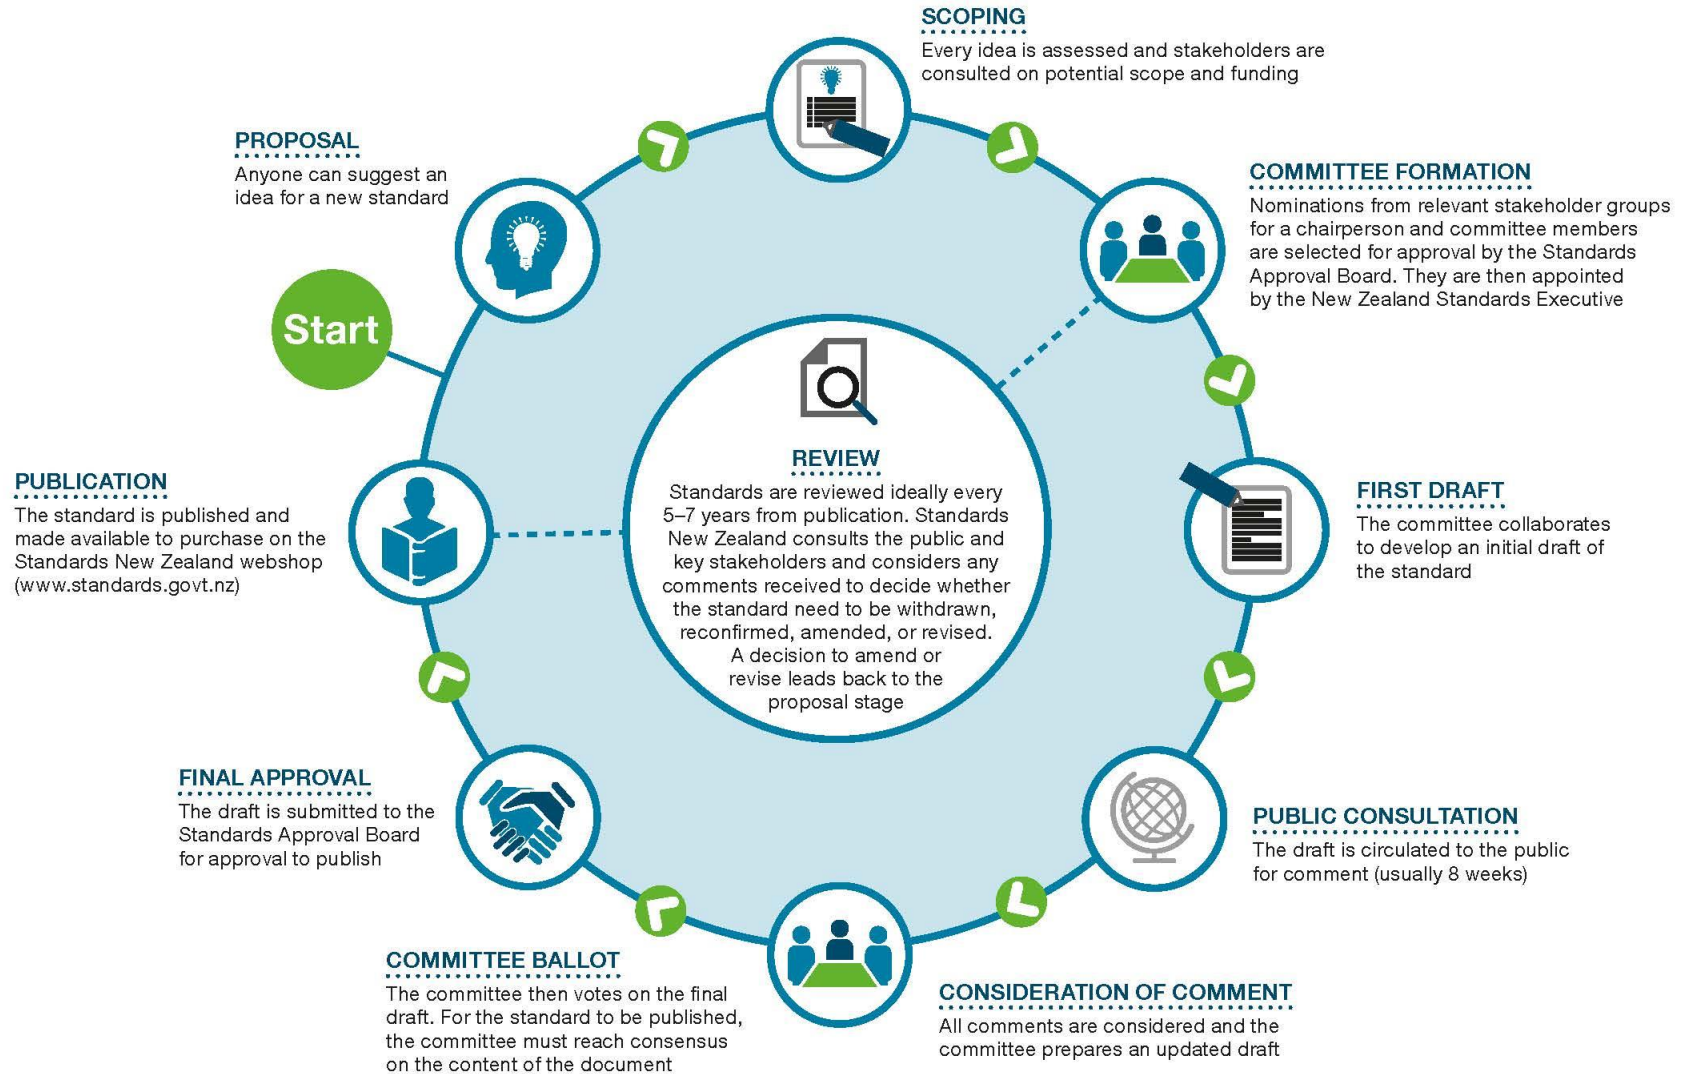 SCOPING
Every idea is assessed and stakeholders are
consulted on potential scope and funding
PROPOSAL
Anyone can suggest an
idea for a new standard
COMMITTEE FORMATION
Nominations from relevant stakeholder groups
for a chairperson and committee members
are selected for approval by the Standards
Approval Board. They are then appointed
by the New Zealand Standards Executive
Start
REVIEW
Standards are reviewed ideally every
5–7 years from publication. Standards
New Zealand consults the public and
key stakeholders and considers any
comments received to decide whether
the standard need to be withdrawn,
reconfirmed, amended, or revised.
A decision to amend or
revise leads back to the
proposal stage
PUBLICATION
The standard is published and
made available to purchase on the
Standards New Zealand webshop
(www.standards.govt.nz)
FIRST DRAFT
The committee collaborates
to develop an initial draft of
the standard
FINAL APPROVAL
The draft is submitted to the
Standards Approval Board
for approval to publish
PUBLIC CONSULTATION
The draft is circulated to the public
for comment (usually 8 weeks)
COMMITTEE BALLOT
The committee then votes on the final
draft. For the standard to be published,
the committee must reach consensus
on the content of the document
CONSIDERATION OF COMMENT
All comments are considered and the
committee prepares an updated draft